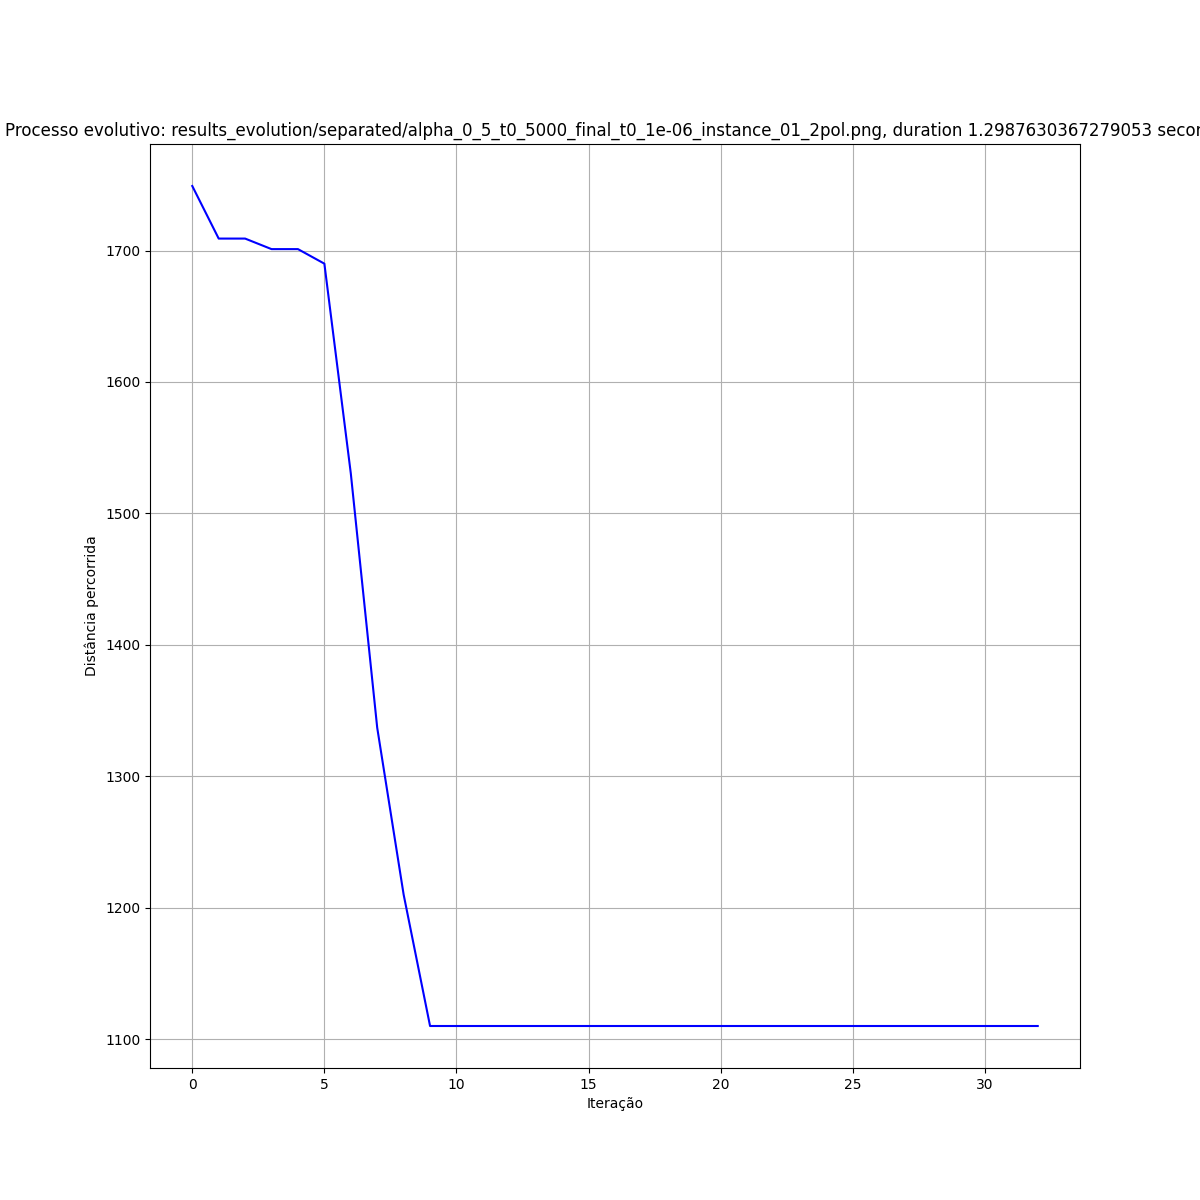 Processo evolutivo: results_evolution/separated/alpha_0_5_t0_5000_final_t0_1e-06_instance_01_2pol.png, duration 1.2987630367279053 secon
1700
1600
1500
1400
1300
1200
1100
Distância percorrida
0 5 10 15 20 25 30
Iteração